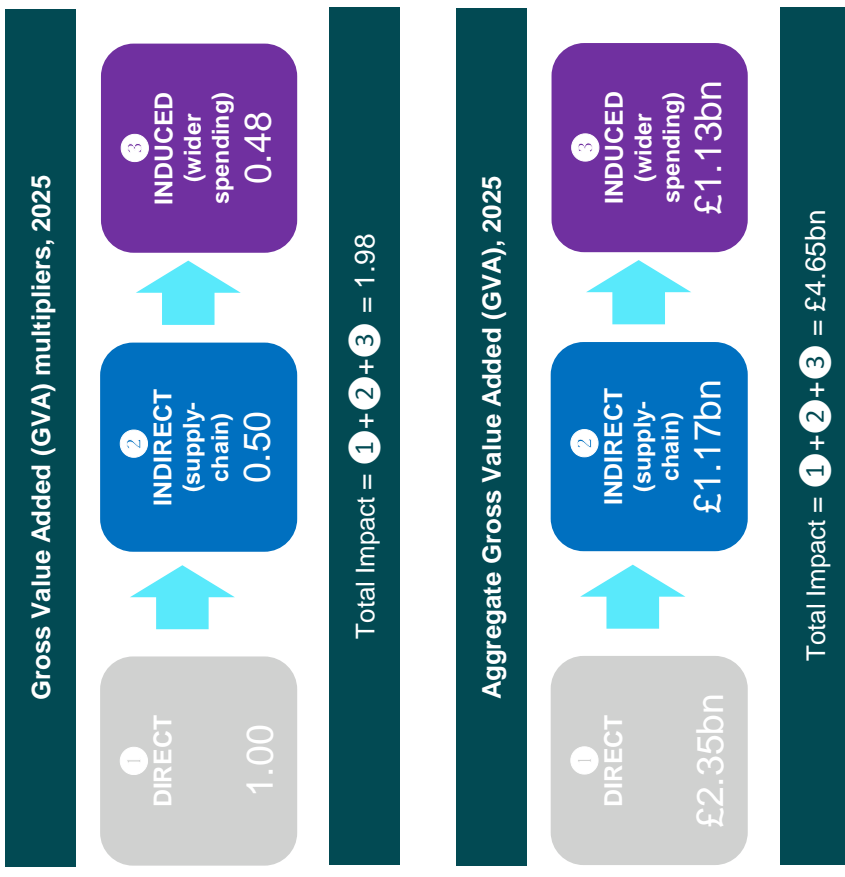 Gross Value Added (GVA) multipliers, 2025
1
DIRECT
1.00
2
INDIRECT
(supply-
chain)
0.50
3
INDUCED
(wider
spending)
0.48
Total Impact = 1 + 2 + 3 = 1.98
Aggregate Gross Value Added (GVA), 2025
1
DIRECT
£2.35bn
2
INDIRECT
(supply-
chain)
£1.17bn
3
INDUCED
(wider
spending)
£1.13bn
Total Impact = 1 + 2 + 3 = £4.65bn